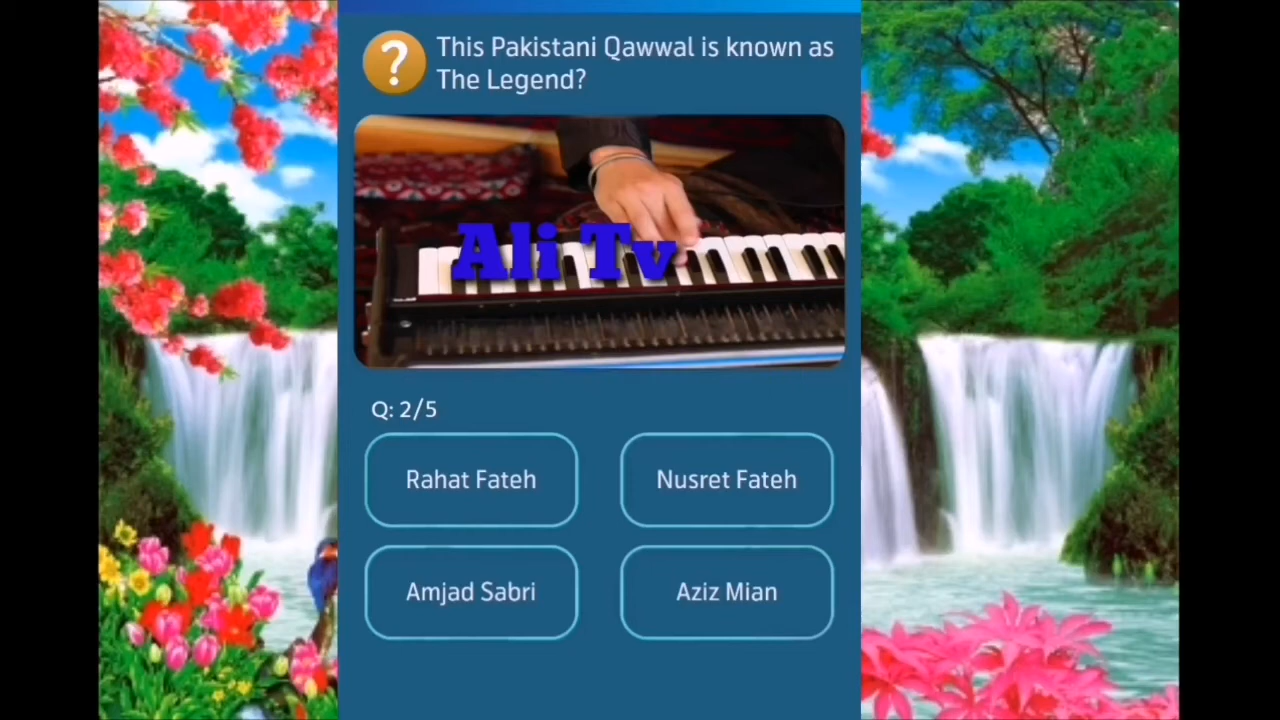 ?
This Pakistani Qawwal is known as
The Legend?
Ali Tv
Q: 2/5
Rahat Fateh
Nusret Fateh
Amjad Sabri
Aziz Mian